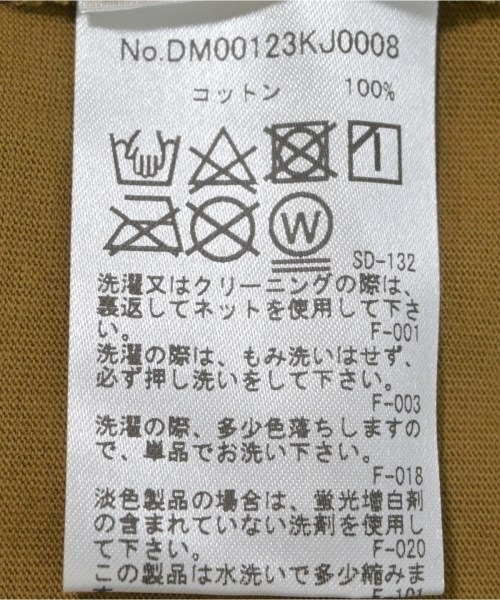 No.DM00123KJ0008
コットン 100%
W
SD-132
洗濯又はクリーニングの際は、
裏返してネットを使用して下さ
い。
F-001
洗濯の際は、もみ洗いはせず、
必ず押し洗いをして下さい。
F-003
洗濯の際、多少色落ちしますの
で、単品でお洗い下さい。
F-018
淡色製品の場合は、蛍光増白剤
の含まれていない洗剤を使用し
て下さい。
F-020
この製品は水洗いで多少縮みま
す
F-101